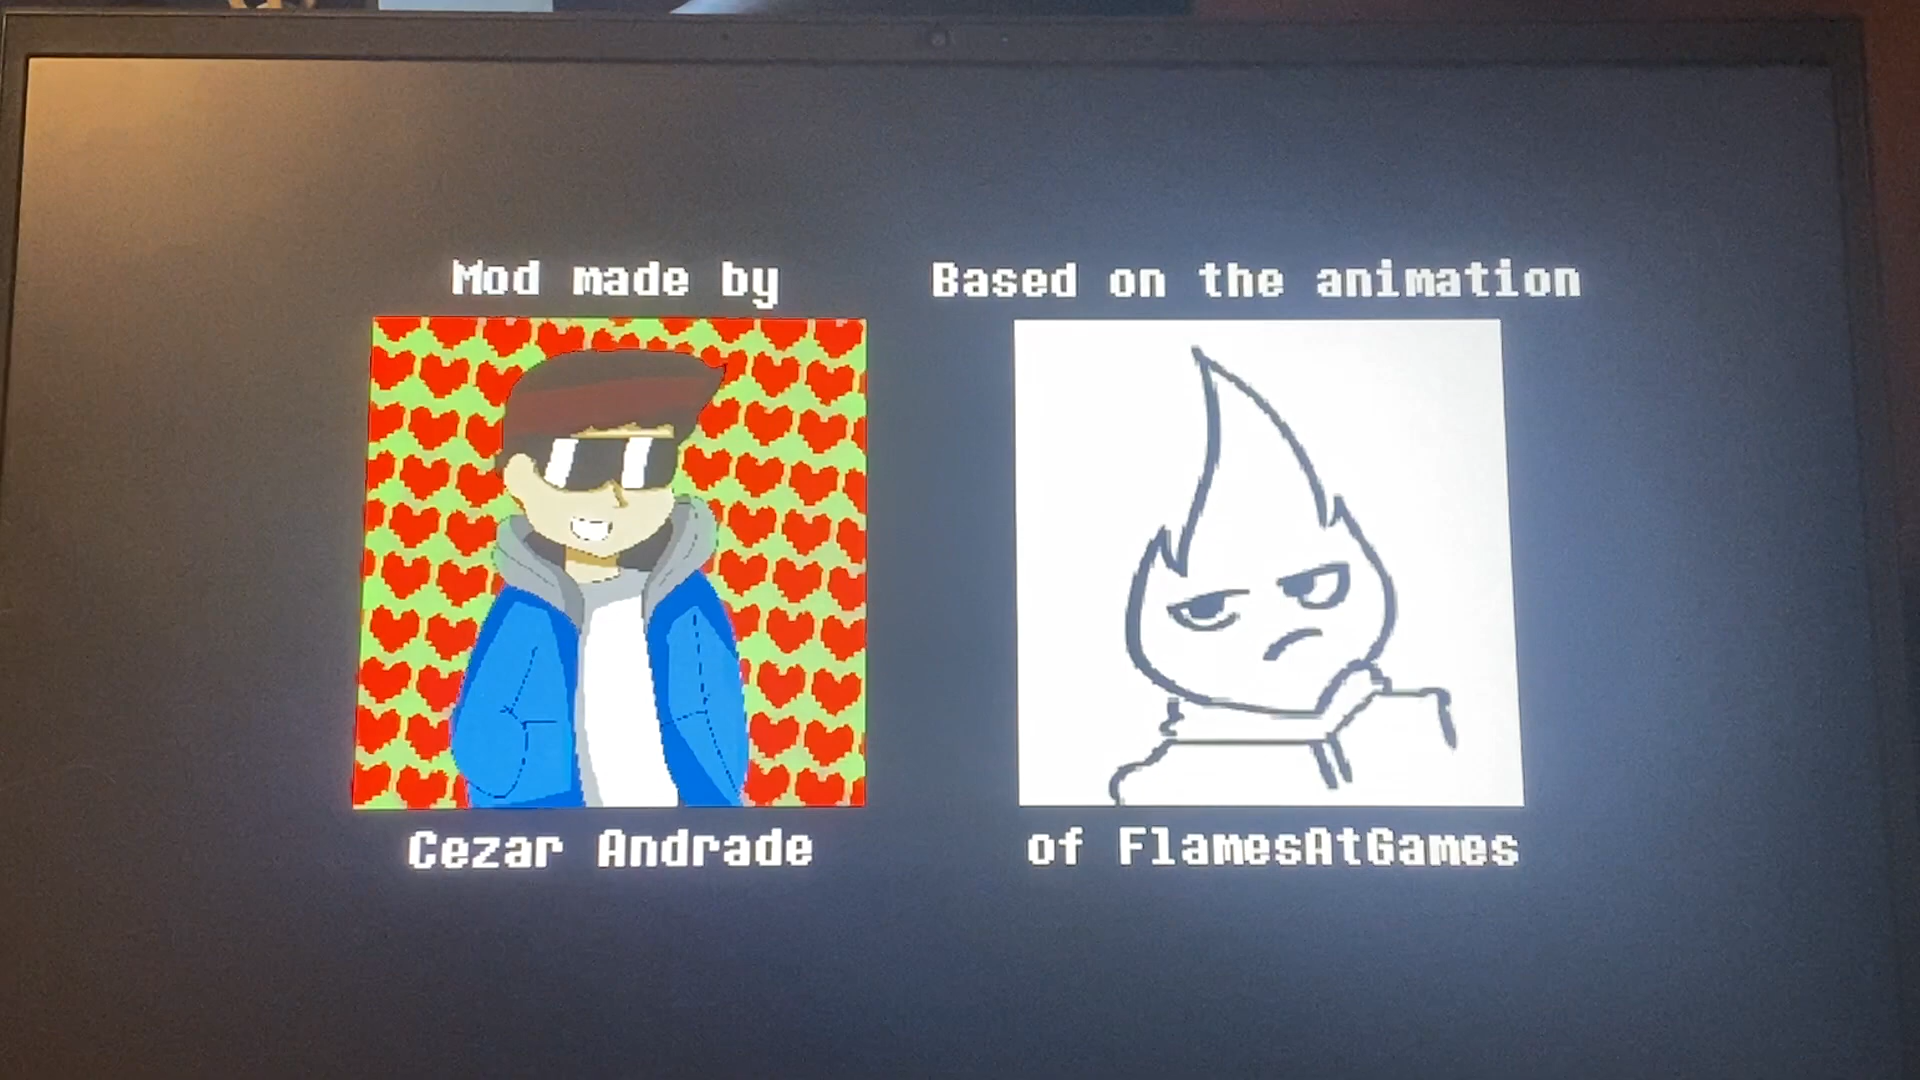 Mod made by
Cezar Andrade
Based on the animation
of FlamesAtGames